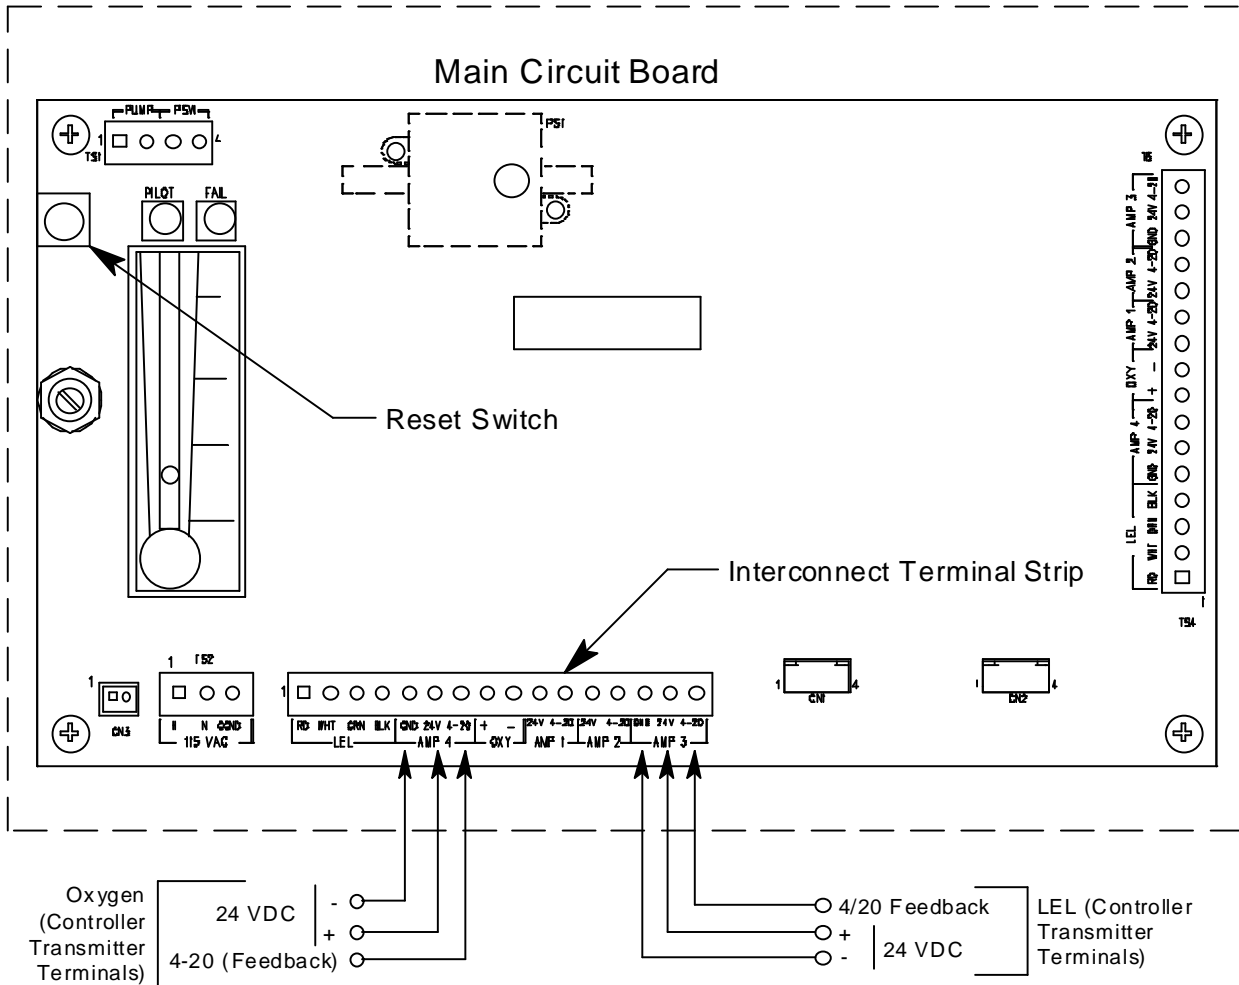 Main Circuit Board
PUMP PSW
1 4
TS1
PS1
PILOT FAIL
Reset Switch
Interconnect Terminal Strip
AMP 3 4-20 24V GND
AMP 2 4-20 24V
AMP 1 4-20 24V
OXY - +
AMP 4 4-20 24V GND
LEL BLK WHT RD
1
TS4
1
CN3
1 TS2
N GND
115 VAC
1
RD WHT GRN BLK GND 24V 4-20 + - 24V 4-20 24V 4-20 24V 4-20
LEL AMP 4 OXY AMP 1 AMP 2 AMP 3
1 4
CN1
1 4
CN2
Oxygen
(Controller
Transmitter
Terminals)
24 VDC
-
+
4-20 (Feedback)
4/20 Feedback
+
-
24 VDC
LEL (Controller
Transmitter
Terminals)